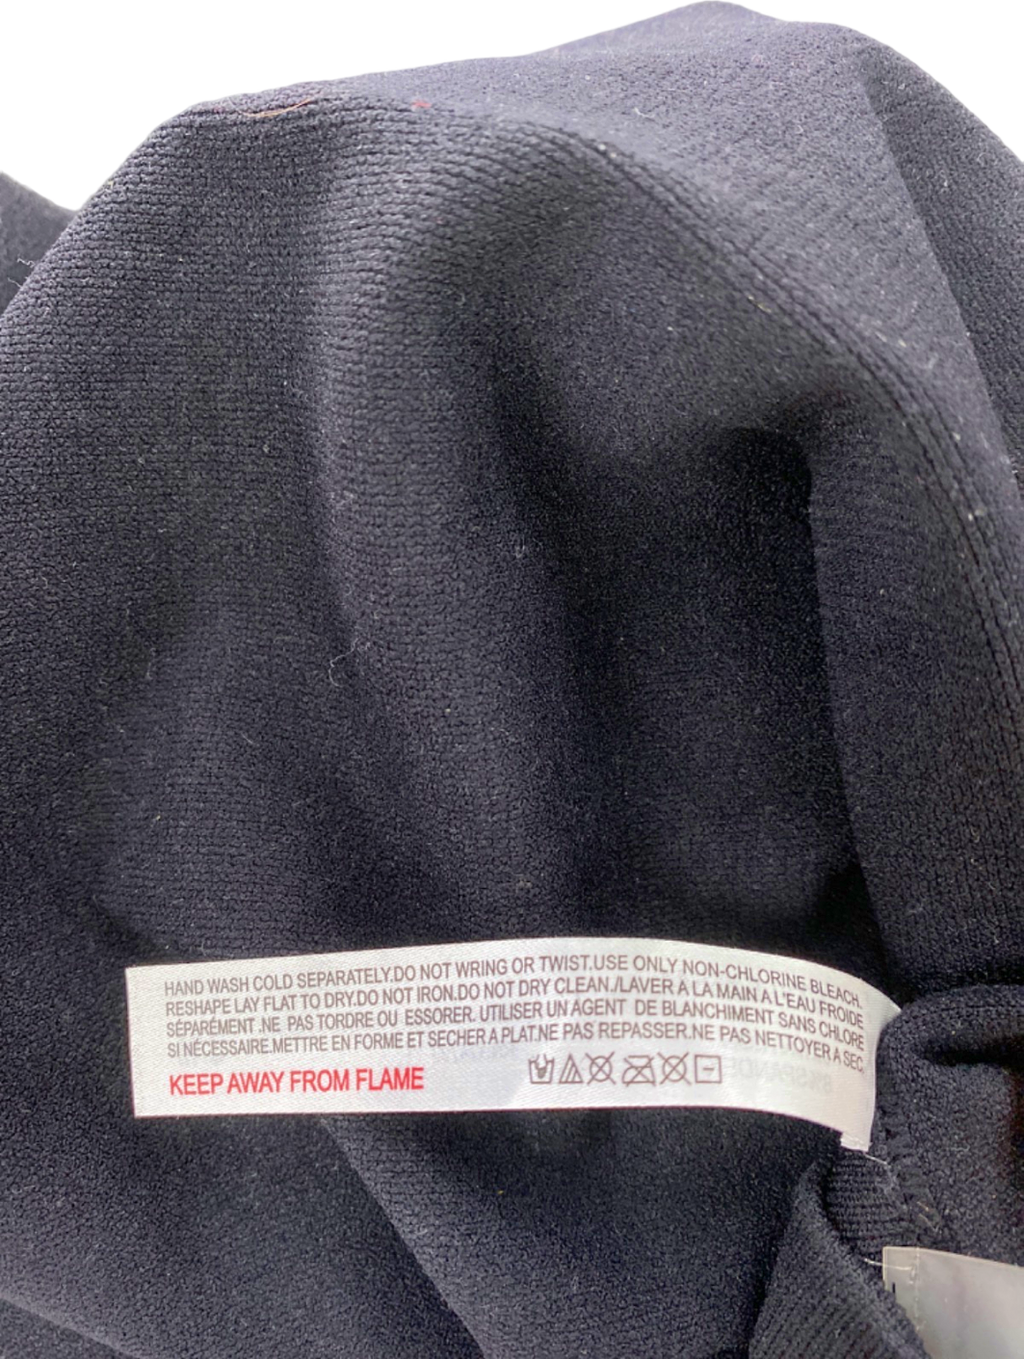 HAND WASH COLD SEPARATELY.DO NOT WRING OR TWIST.USE ONLY NON-CHLORINE BLEACH.
RESHAPE LAY FLAT TO DRY.DO NOT IRON.DO NOT DRY CLEAN./LAVER A LA MAIN A L'EAU FROIDE
SÉPARÉMENT .NE PAS TORDRE OU ESSORER. UTILISER UN AGENT DE BLANCHIMENT SANS CHLORE
SI NÉCESSAIRE.METTRE EN FORME ET SECHER A PLAT.NE PAS REPASSER.NE PAS NETTOYER A SEC.
KEEP AWAY FROM FLAME